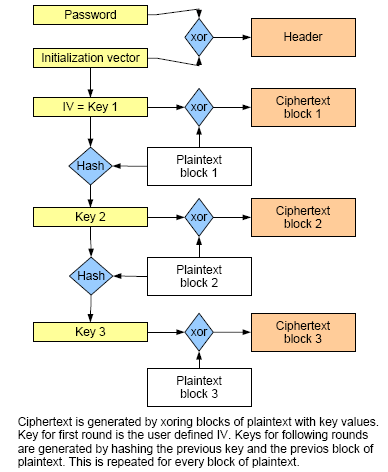 Password
xor
Header
Initialization vector
IV = Key 1
xor
Ciphertext
block 1
Hash
Plaintext
block 1
Key 2
xor
Ciphertext
block 2
Hash
Plaintext
block 2
Key 3
xor
Ciphertext
block 3
Plaintext
block 3
Ciphertext is generated by xoring blocks of plaintext with key values.
Key for first round is the user defined IV. Keys for following rounds
are generated by hashing the previous key and the previos block of
plaintext. This is repeated for every block of plaintext.